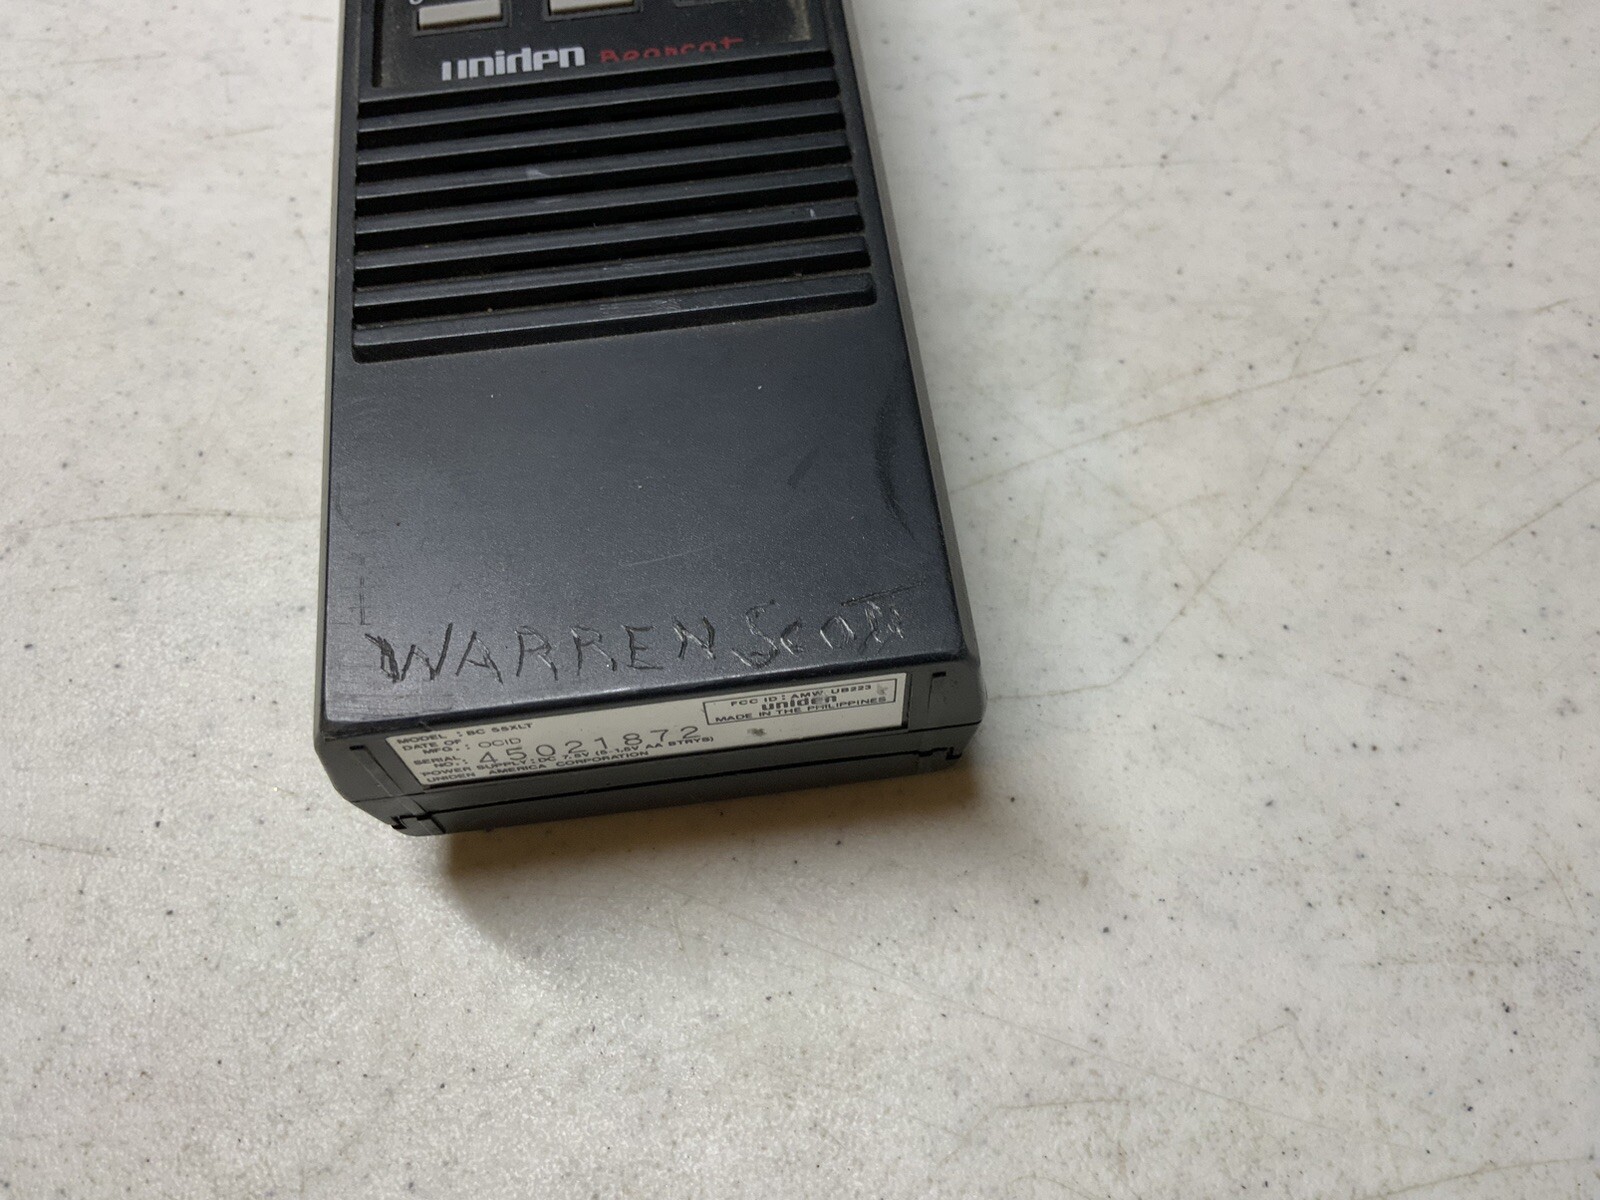 uniden Bearcat
WARREN Scott
MODEL : BC 55XLT
DATE OF
MFG. : OCID
SERIAL
NO. : 45021872
POWER SUPPLY : DC 7.5V (5-1.5V AA BTRYS)
UNIDEN AMERICA CORPORATION
FCC ID : AMW UB223
uniden
MADE IN THE PHILIPPINES